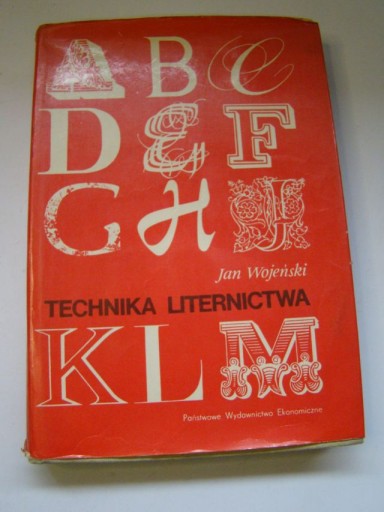 A B C
D E F
G H J
Jan Wojeński
TECHNIKA LITERNICTWA
K L M
Państwowe Wydawnictwo Ekonomiczne